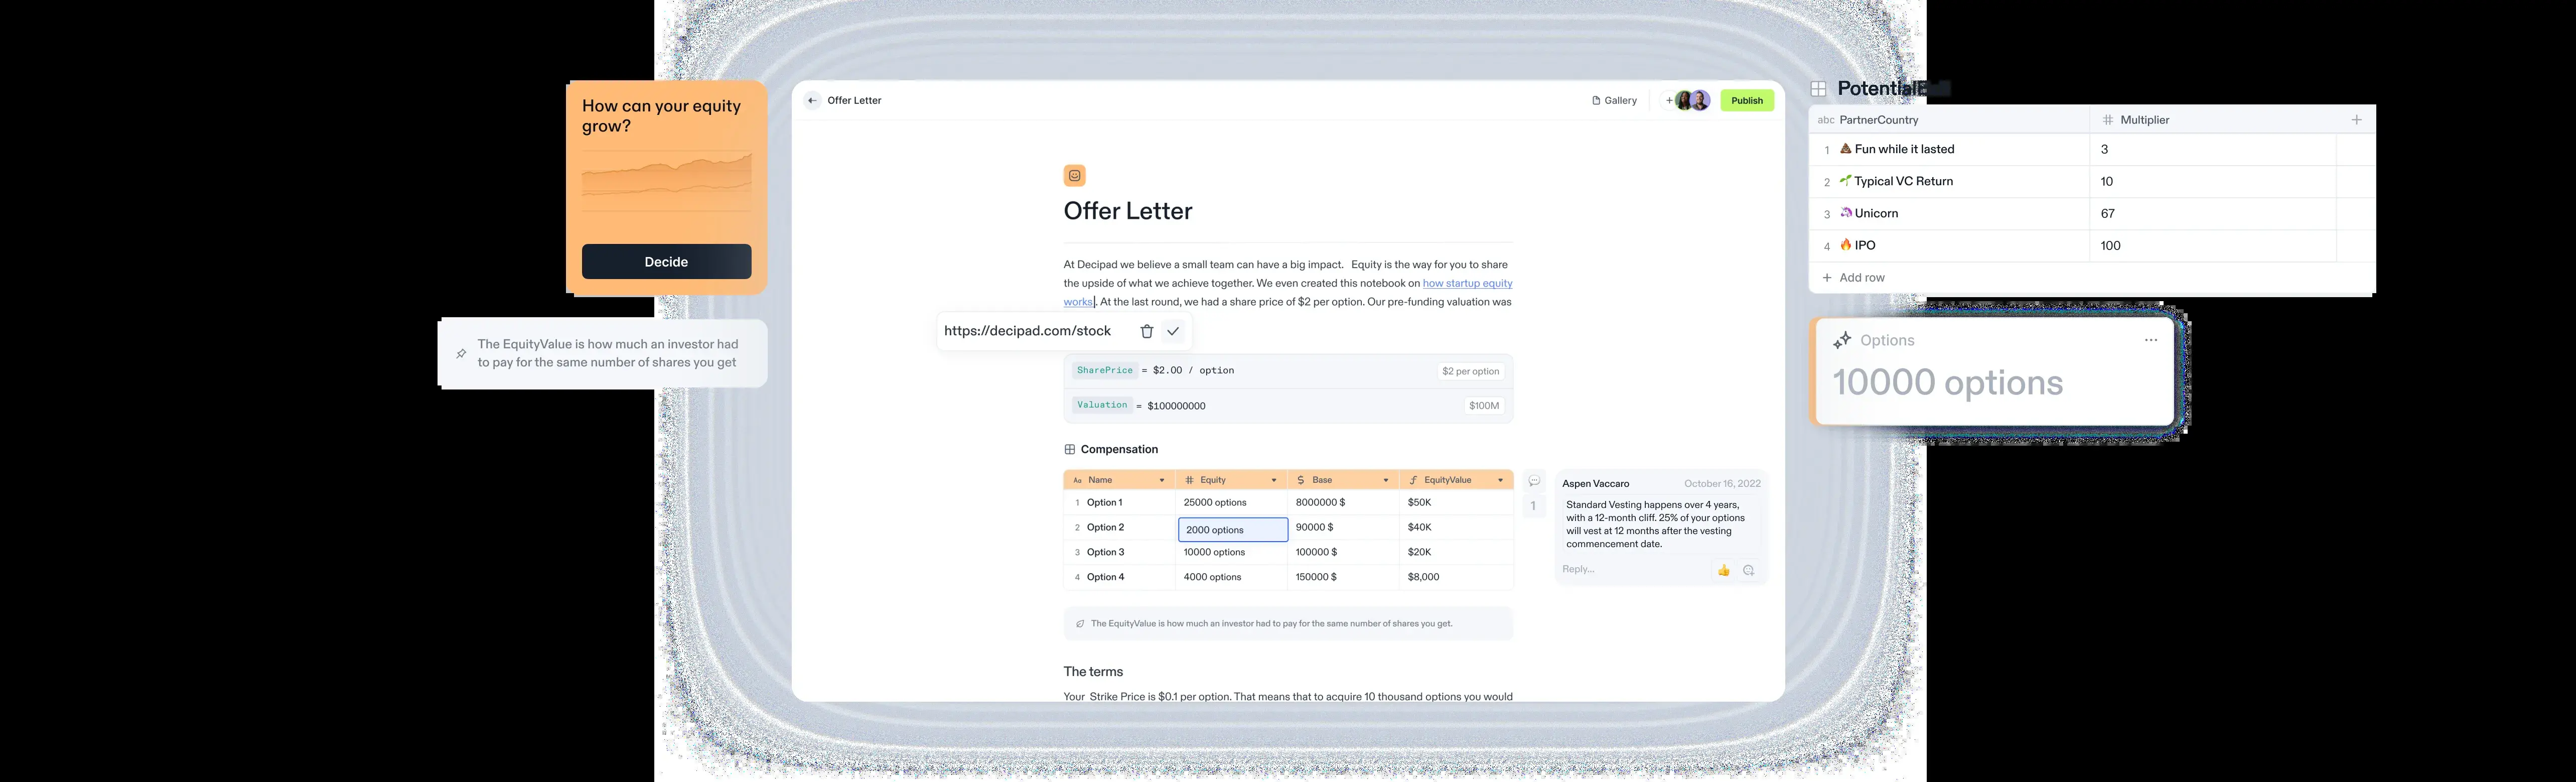 How can your equity
grow?
Decide
The EquityValue is how much an investor had
to pay for the same number of shares you get
Offer Letter
Gallery
+
Publish
Offer Letter
At Decipad we believe a small team can have a big impact. Equity is the way for you to share
the upside of what we achieve together. We even created this notebook on how startup equity
works. At the last round, we had a share price of $2 per option. Our pre-funding valuation was
https://decipad.com/stock
SharePrice = $2.00 / option $2 per option
Valuation = $100000000 $100M
Compensation
Aa Name # Equity $ Base ƒ EquityValue
1 Option 1 25000 options 8000000 $ $50K
2 Option 2 2000 options 90000 $ $40K
3 Option 3 10000 options 100000 $ $20K
4 Option 4 4000 options 150000 $ $8,000
1
Aspen Vaccaro October 16, 2022
Standard Vesting happens over 4 years,
with a 12-month cliff. 25% of your options
will vest at 12 months after the vesting
commencement date.
Reply...
The EquityValue is how much an investor had to pay for the same number of shares you get.
The terms
Your Strike Price is $0.1 per option. That means that to acquire 10 thousand options you would
abc PartnerCountry # Multiplier +
1 💩 Fun while it lasted 3
2 🌱 Typical VC Return 10
3 🦄 Unicorn 67
4 🔥 IPO 100
+ Add row
Options ...
10000 options